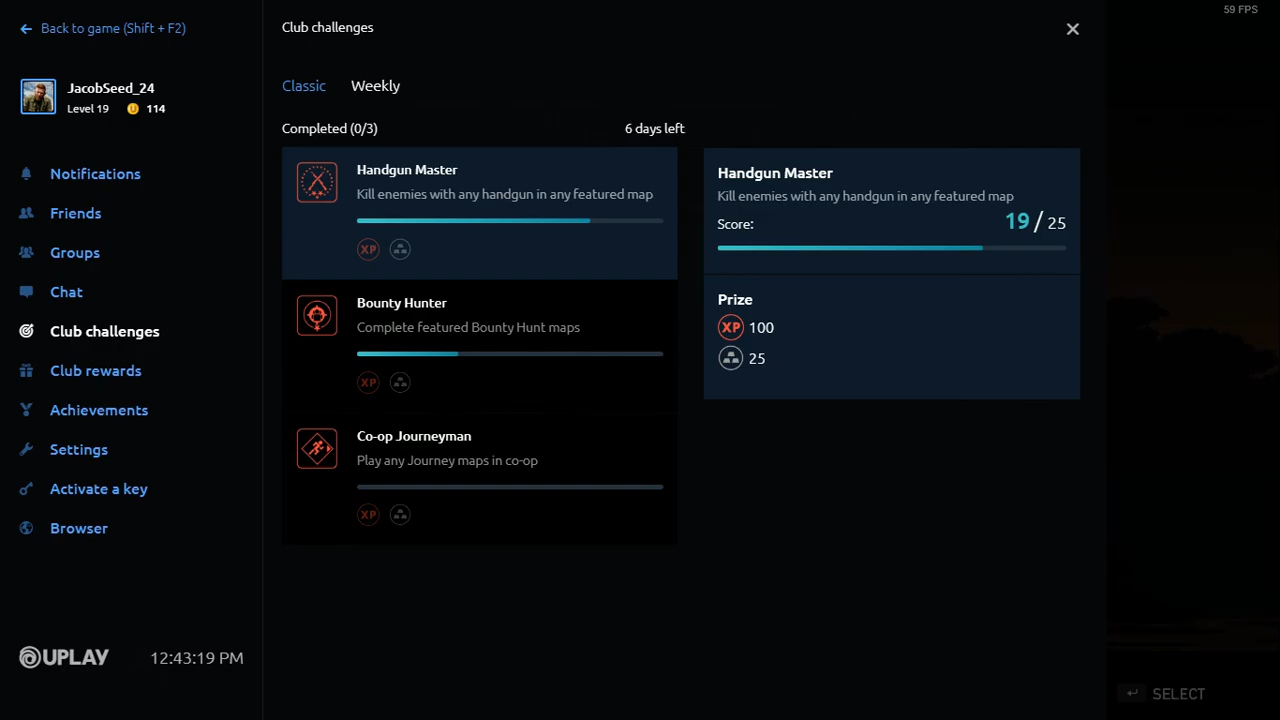 Back to game (Shift + F2)
JacobSeed_24
Level 19 114
Notifications
Friends
Groups
Chat
Club challenges
Club rewards
Achievements
Settings
Activate a key
Browser
UPLAY 12:43:19 PM
Club challenges
Classic Weekly
Completed (0/3) 6 days left
Handgun Master
Kill enemies with any handgun in any featured map
XP
Bounty Hunter
Complete featured Bounty Hunt maps
XP
Co-op Journeyman
Play any Journey maps in co-op
XP
Handgun Master
Kill enemies with any handgun in any featured map
Score: 19 / 25
Prize
XP 100
25
59 FPS
SELECT